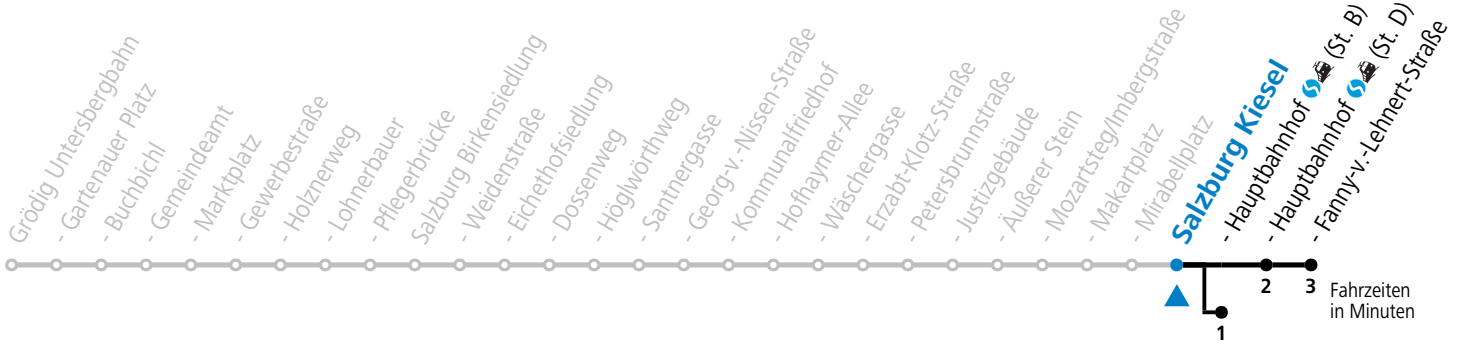 Grödig Untersbergbahn
- Gartenauer Platz
- Buchbichl
- Gemeindeamt
- Marktplatz
- Gewerbestraße
- Holznerweg
- Lohnerbauer
- Pflegerbrücke
Salzburg Birkensiedlung
- Weidenstraße
- Eichethofsiedlung
- Dossenweg
- Höglwörthweg
- Santnergasse
- Georg-v.-Nissen-Straße
- Kommunalfriedhof
- Hofhaymer-Allee
- Wäschergasse
- Erzabt-Klotz-Straße
- Petersbrunnstraße
- Justizgebäude
- Äußerer Stein
- Mozartsteg/Imbergstraße
- Makartplatz
- Mirabellplatz
Salzburg Kiesel
- Hauptbahnhof (St. B)
- Hauptbahnhof (St. D)
- Fanny-v.-Lehnert-Straße
2
3
Fahrzeiten
in Minuten
1